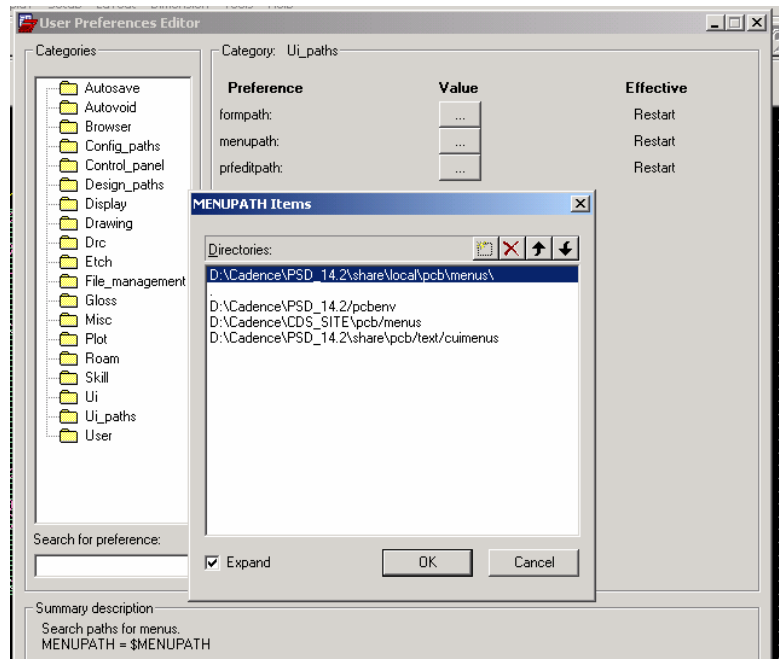 User Preferences Editor
Categories
Category: Ui_paths
Autosave
Autovoid
Browser
Config_paths
Control_panel
Design_paths
Display
Drawing
Drc
Etch
File_management
Gloss
Misc
Plot
Roam
Skill
Ui
Ui_paths
User
Preference Value Effective
formpath: ... Restart
menupath: ... Restart
prfeditpath: ... Restart
MENUPATH Items
Directories:
D:\Cadence\PSD_14.2\share\local\pcb\menus\
.
D:\Cadence\PSD_14.2/pcbenv
D:\Cadence\CDS_SITE\pcb/menus
D:\Cadence\PSD_14.2\share\pcb/text/cuimenus
Expand
OK Cancel
Search for preference:
Summary description
Search paths for menus.
MENUPATH = $MENUPATH